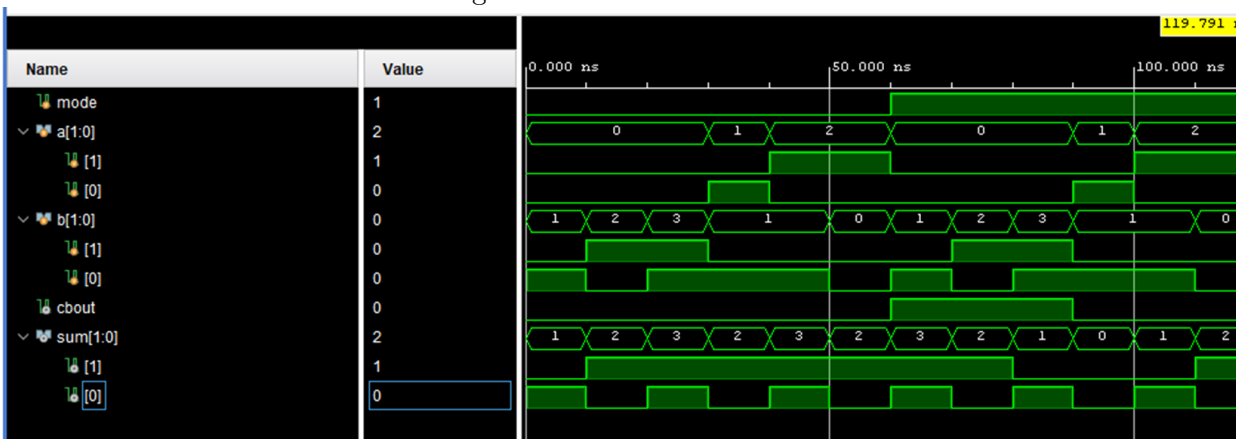 119.791
Name Value 0.000 ns 50.000 ns 100.000 ns
mode 1
a[1:0] 2 0 1 2 0 1 2
[1] 1
[0] 0
b[1:0] 0 1 2 3 1 0 1 2 3 1 0
[1] 0
[0] 0
cbout 0
sum[1:0] 2 1 2 3 2 3 2 3 2 1 0 1 2
[1] 1
[0] 0